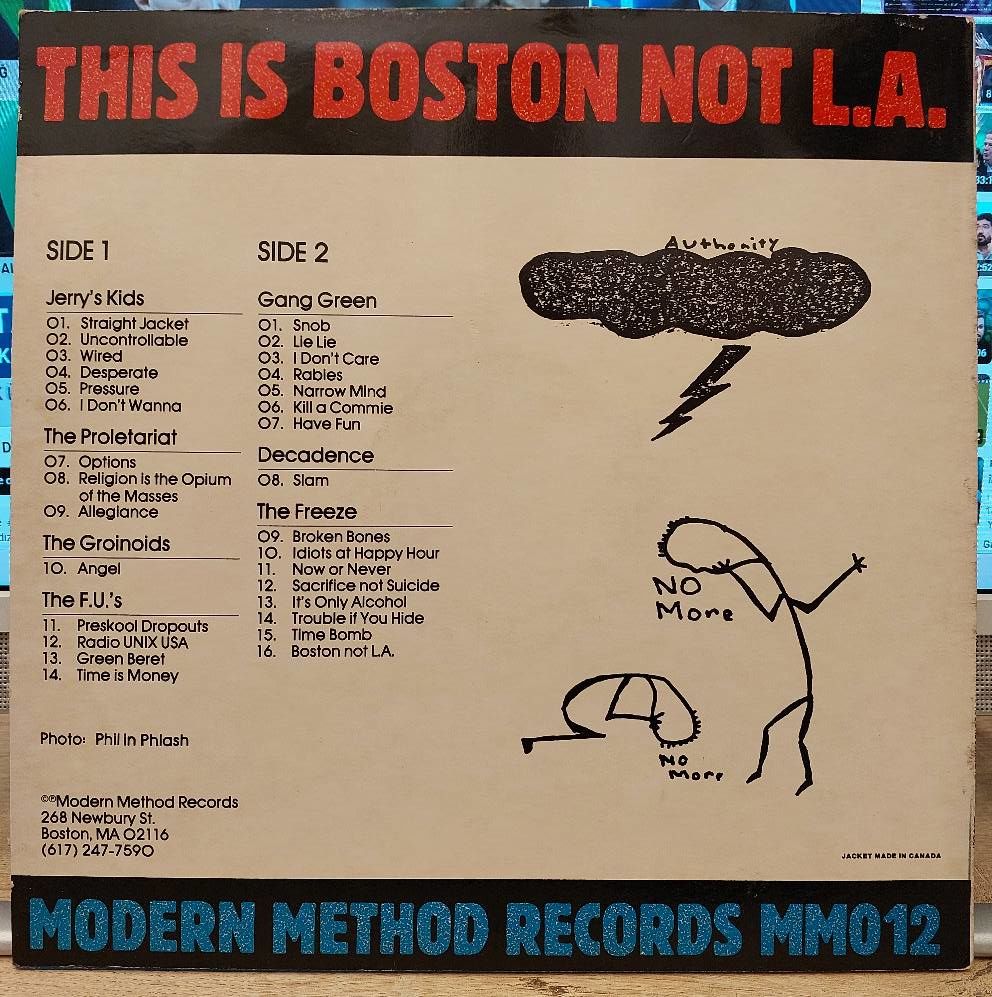 THIS IS BOSTON NOT L.A.
SIDE 1
Jerry's Kids
01. Straight Jacket
02. Uncontrollable
03. Wired
04. Desperate
05. Pressure
06. I Don't Wanna
The Proletariat
07. Options
08. Religion is the Opium
of the Masses
09. Allegiance
The Groinoids
10. Angel
The F.U.'s
11. Preskool Dropouts
12. Radio UNIX USA
13. Green Beret
14. Time is Money
SIDE 2
Gang Green
01. Snob
02. Lie Lie
03. I Don't Care
04. Rabies
05. Narrow Mind
06. Kill a Commie
07. Have Fun
Decadence
08. Slam
The Freeze
09. Broken Bones
10. Idiots at Happy Hour
11. Now or Never
12. Sacrifice not Suicide
13. It's Only Alcohol
14. Trouble if You Hide
15. Time Bomb
16. Boston not L.A.
Authority
NO
More
NO
More
Photo: Phil in Phlash
©℗Modern Method Records
268 Newbury St.
Boston, MA 02116
(617) 247-7590
JACKET MADE IN CANADA
MODERN METHOD RECORDS MM012